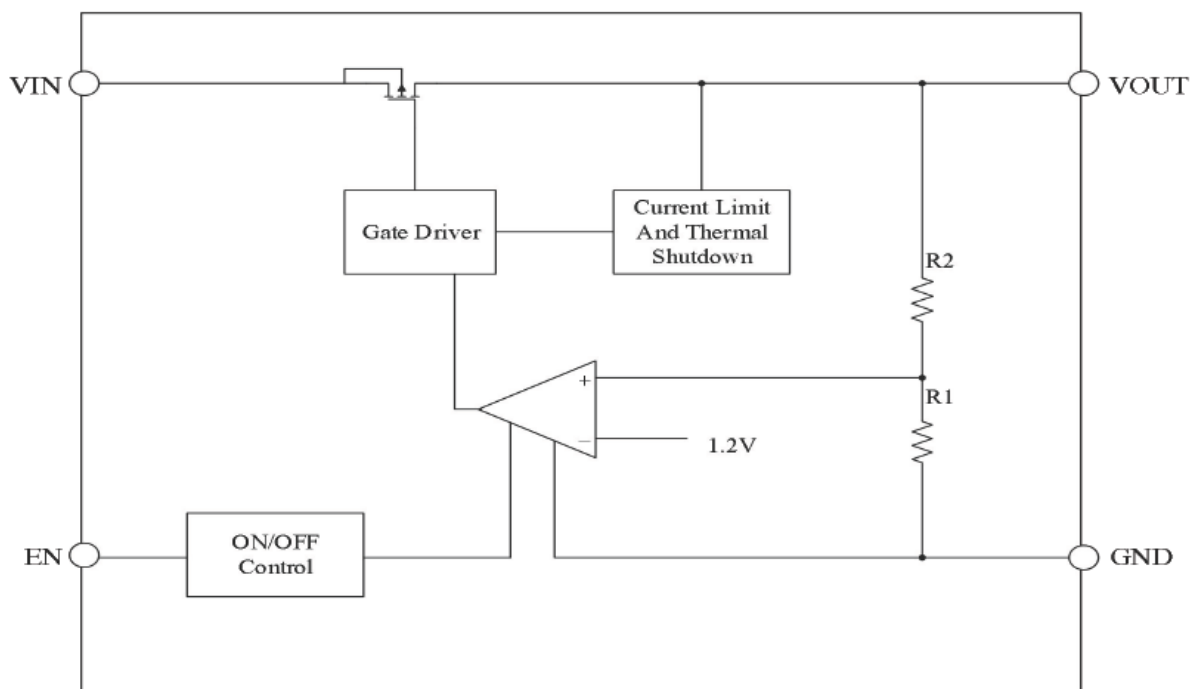 VIN
VOUT
Gate Driver
Current Limit
And Thermal
Shutdown
R2
+
R1
−
1.2V
EN
ON/OFF
Control
GND